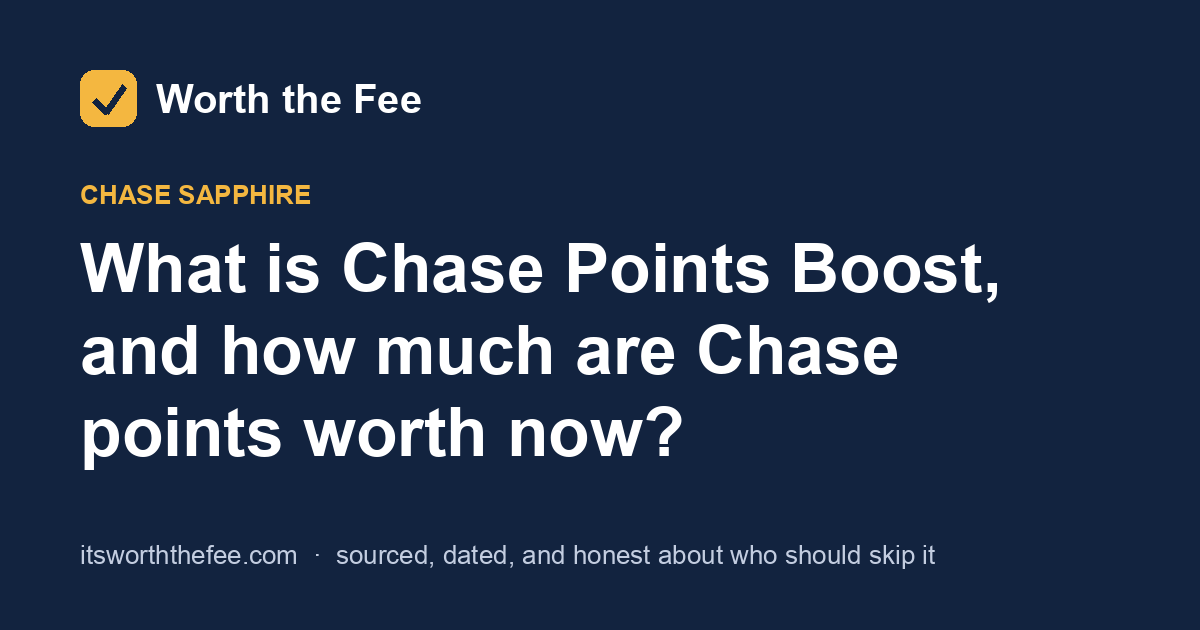 Worth the Fee
CHASE SAPPHIRE
What is Chase Points Boost,
and how much are Chase
points worth now?
itsworththefee.com · sourced, dated, and honest about who should skip it